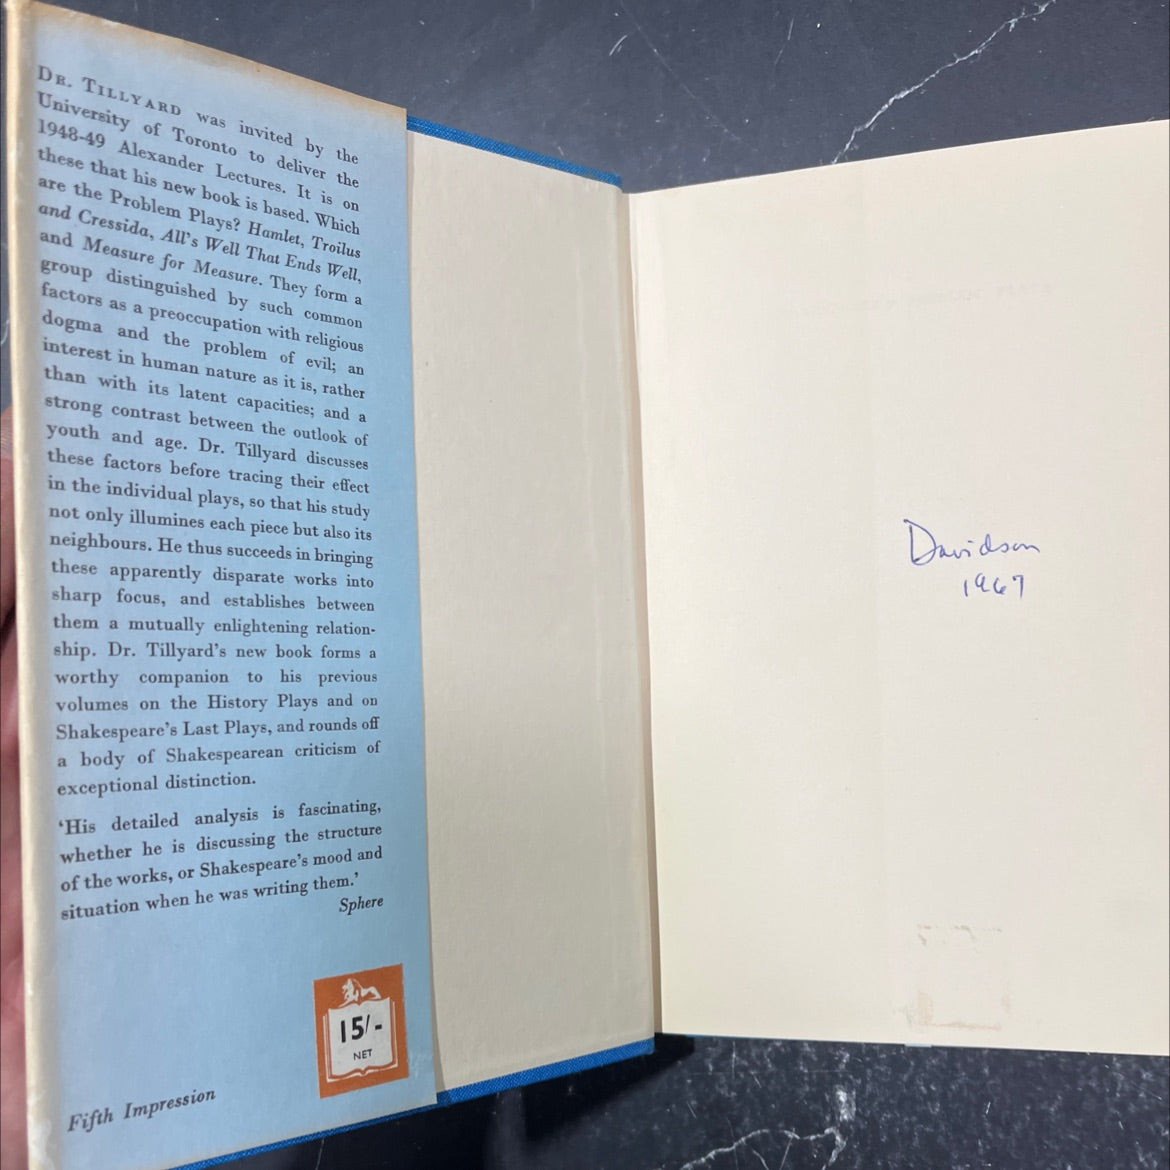 DR. TILLYARD was invited by the
University of Toronto to deliver the
1948-49 Alexander Lectures. It is on
these that his new book is based. Which
are the Problem Plays? Hamlet, Troilus
and Cressida, All's Well That Ends Well,
and Measure for Measure. They form a
group distinguished by such common
factors as a preoccupation with religious
dogma and the problem of evil; an
interest in human nature as it is, rather
than with its latent capacities; and a
strong contrast between the outlook of
youth and age. Dr. Tillyard discusses
these factors before tracing their effect
in the individual plays, so that his study
not only illumines each piece but also its
neighbours. He thus succeeds in bringing
these apparently disparate works into
sharp focus, and establishes between
them a mutually enlightening relation-
ship. Dr. Tillyard's new book forms a
worthy companion to his previous
volumes on the History Plays and on
Shakespeare's Last Plays, and rounds off
a body of Shakespearean criticism of
exceptional distinction.
‘His detailed analysis is fascinating,
whether he is discussing the structure
of the works, or Shakespeare's mood and
situation when he was writing them.’
Sphere
15/-
NET
Fifth Impression
Davidson
1967